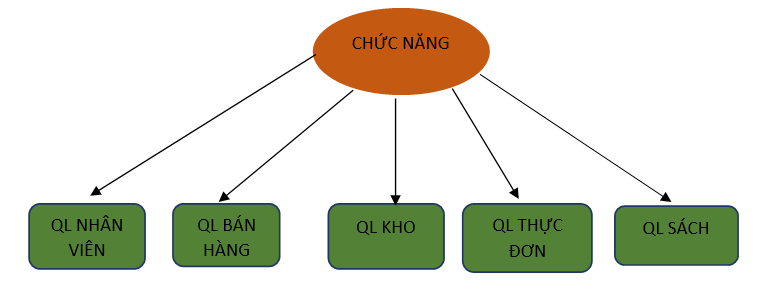 CHỨC NĂNG
QL NHÂN
VIÊN
QL BÁN
HÀNG
QL KHO
QL THỰC
ĐƠN
QL SÁCH